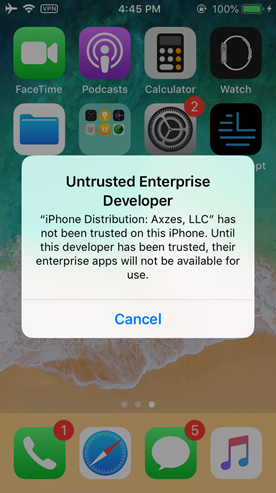 VPN 4:45 PM 100%
FaceTime Podcasts Calculator Watch
2
Untrusted Enterprise
Developer
“iPhone Distribution: Axzes, LLC” has
not been trusted on this iPhone. Until
this developer has been trusted, their
enterprise apps will not be available for
use.
Cancel
1 5